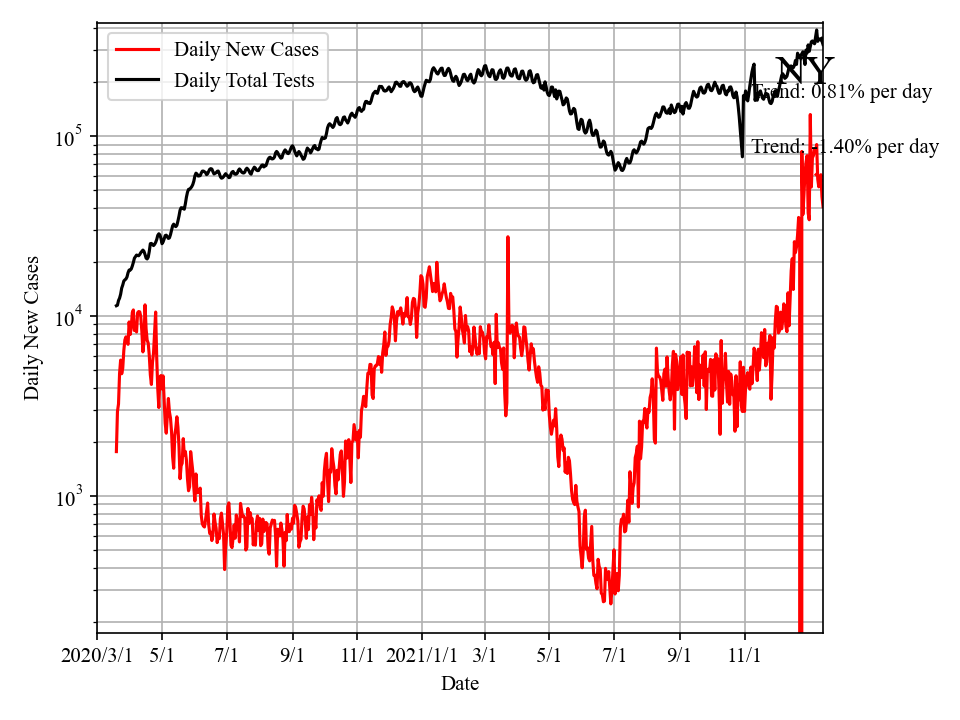 Daily New Cases
Daily Total Tests
NY
Trend: 0.81% per day
Trend: -1.40% per day
10^5
10^4
10^3
Daily New Cases
2020/3/1 5/1 7/1 9/1 11/1 2021/1/1 3/1 5/1 7/1 9/1 11/1
Date